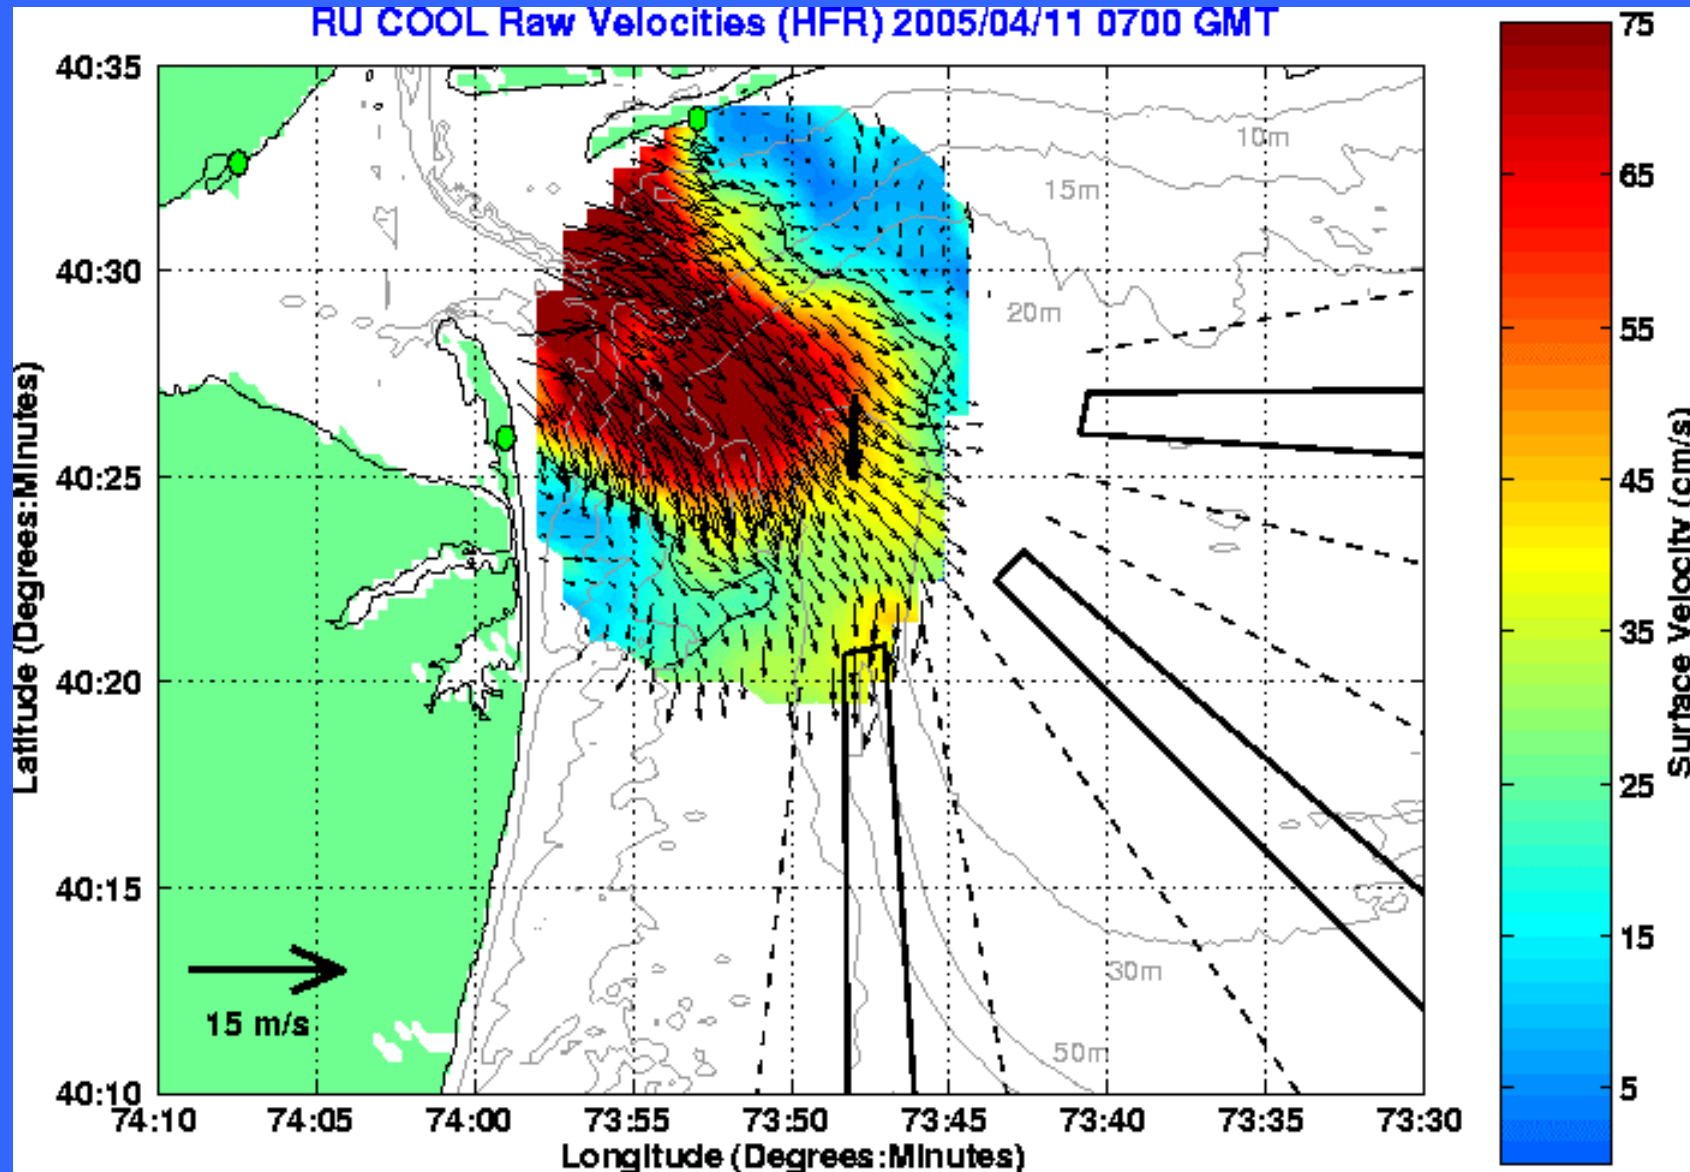 RU COOL Raw Velocities (HFR) 2005/04/11 0700 GMT
40:35
40:30
40:25
40:20
40:15
40:10
Latitude (Degrees:Minutes)
10m
15m
20m
30m
50m
15 m/s
74:10
74:05
74:00
73:55
73:50
73:45
73:40
73:35
73:30
Longitude (Degrees:Minutes)
75
65
55
45
35
25
15
5
Surface Velocity (cm/s)